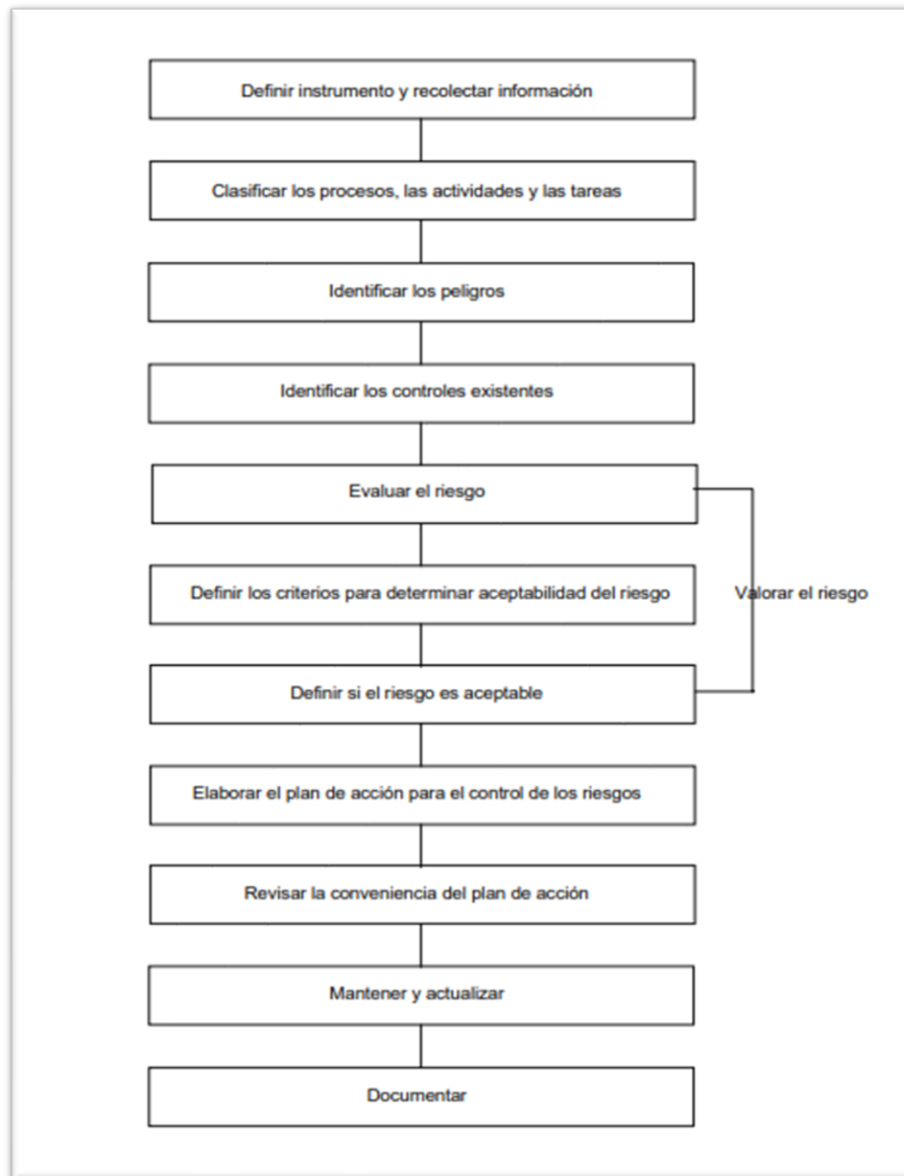 Definir instrumento y recolectar información
Clasificar los procesos, las actividades y las tareas
Identificar los peligros
Identificar los controles existentes
Evaluar el riesgo
Definir los criterios para determinar aceptabilidad del riesgo
Valorar el riesgo
Definir si el riesgo es aceptable
Elaborar el plan de acción para el control de los riesgos
Revisar la conveniencia del plan de acción
Mantener y actualizar
Documentar